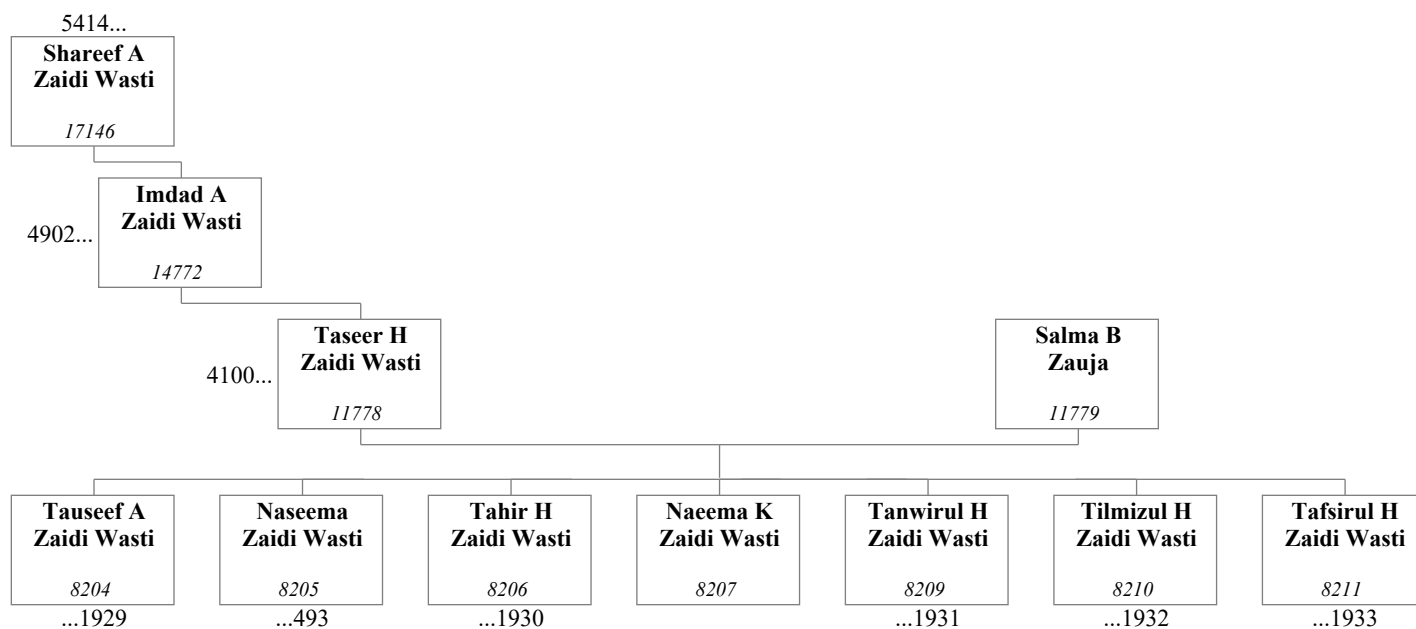 5414...
Shareef A
Zaidi Wasti
17146
Imdad A
Zaidi Wasti
4902...
14772
Taseer H
Zaidi Wasti
4100...
11778
Salma B
Zauja
11779
Tauseef A
Zaidi Wasti
8204
...1929
Naseema
Zaidi Wasti
8205
...493
Tahir H
Zaidi Wasti
8206
...1930
Naeema K
Zaidi Wasti
8207
Tanwirul H
Zaidi Wasti
8209
...1931
Tilmizul H
Zaidi Wasti
8210
...1932
Tafsirul H
Zaidi Wasti
8211
...1933